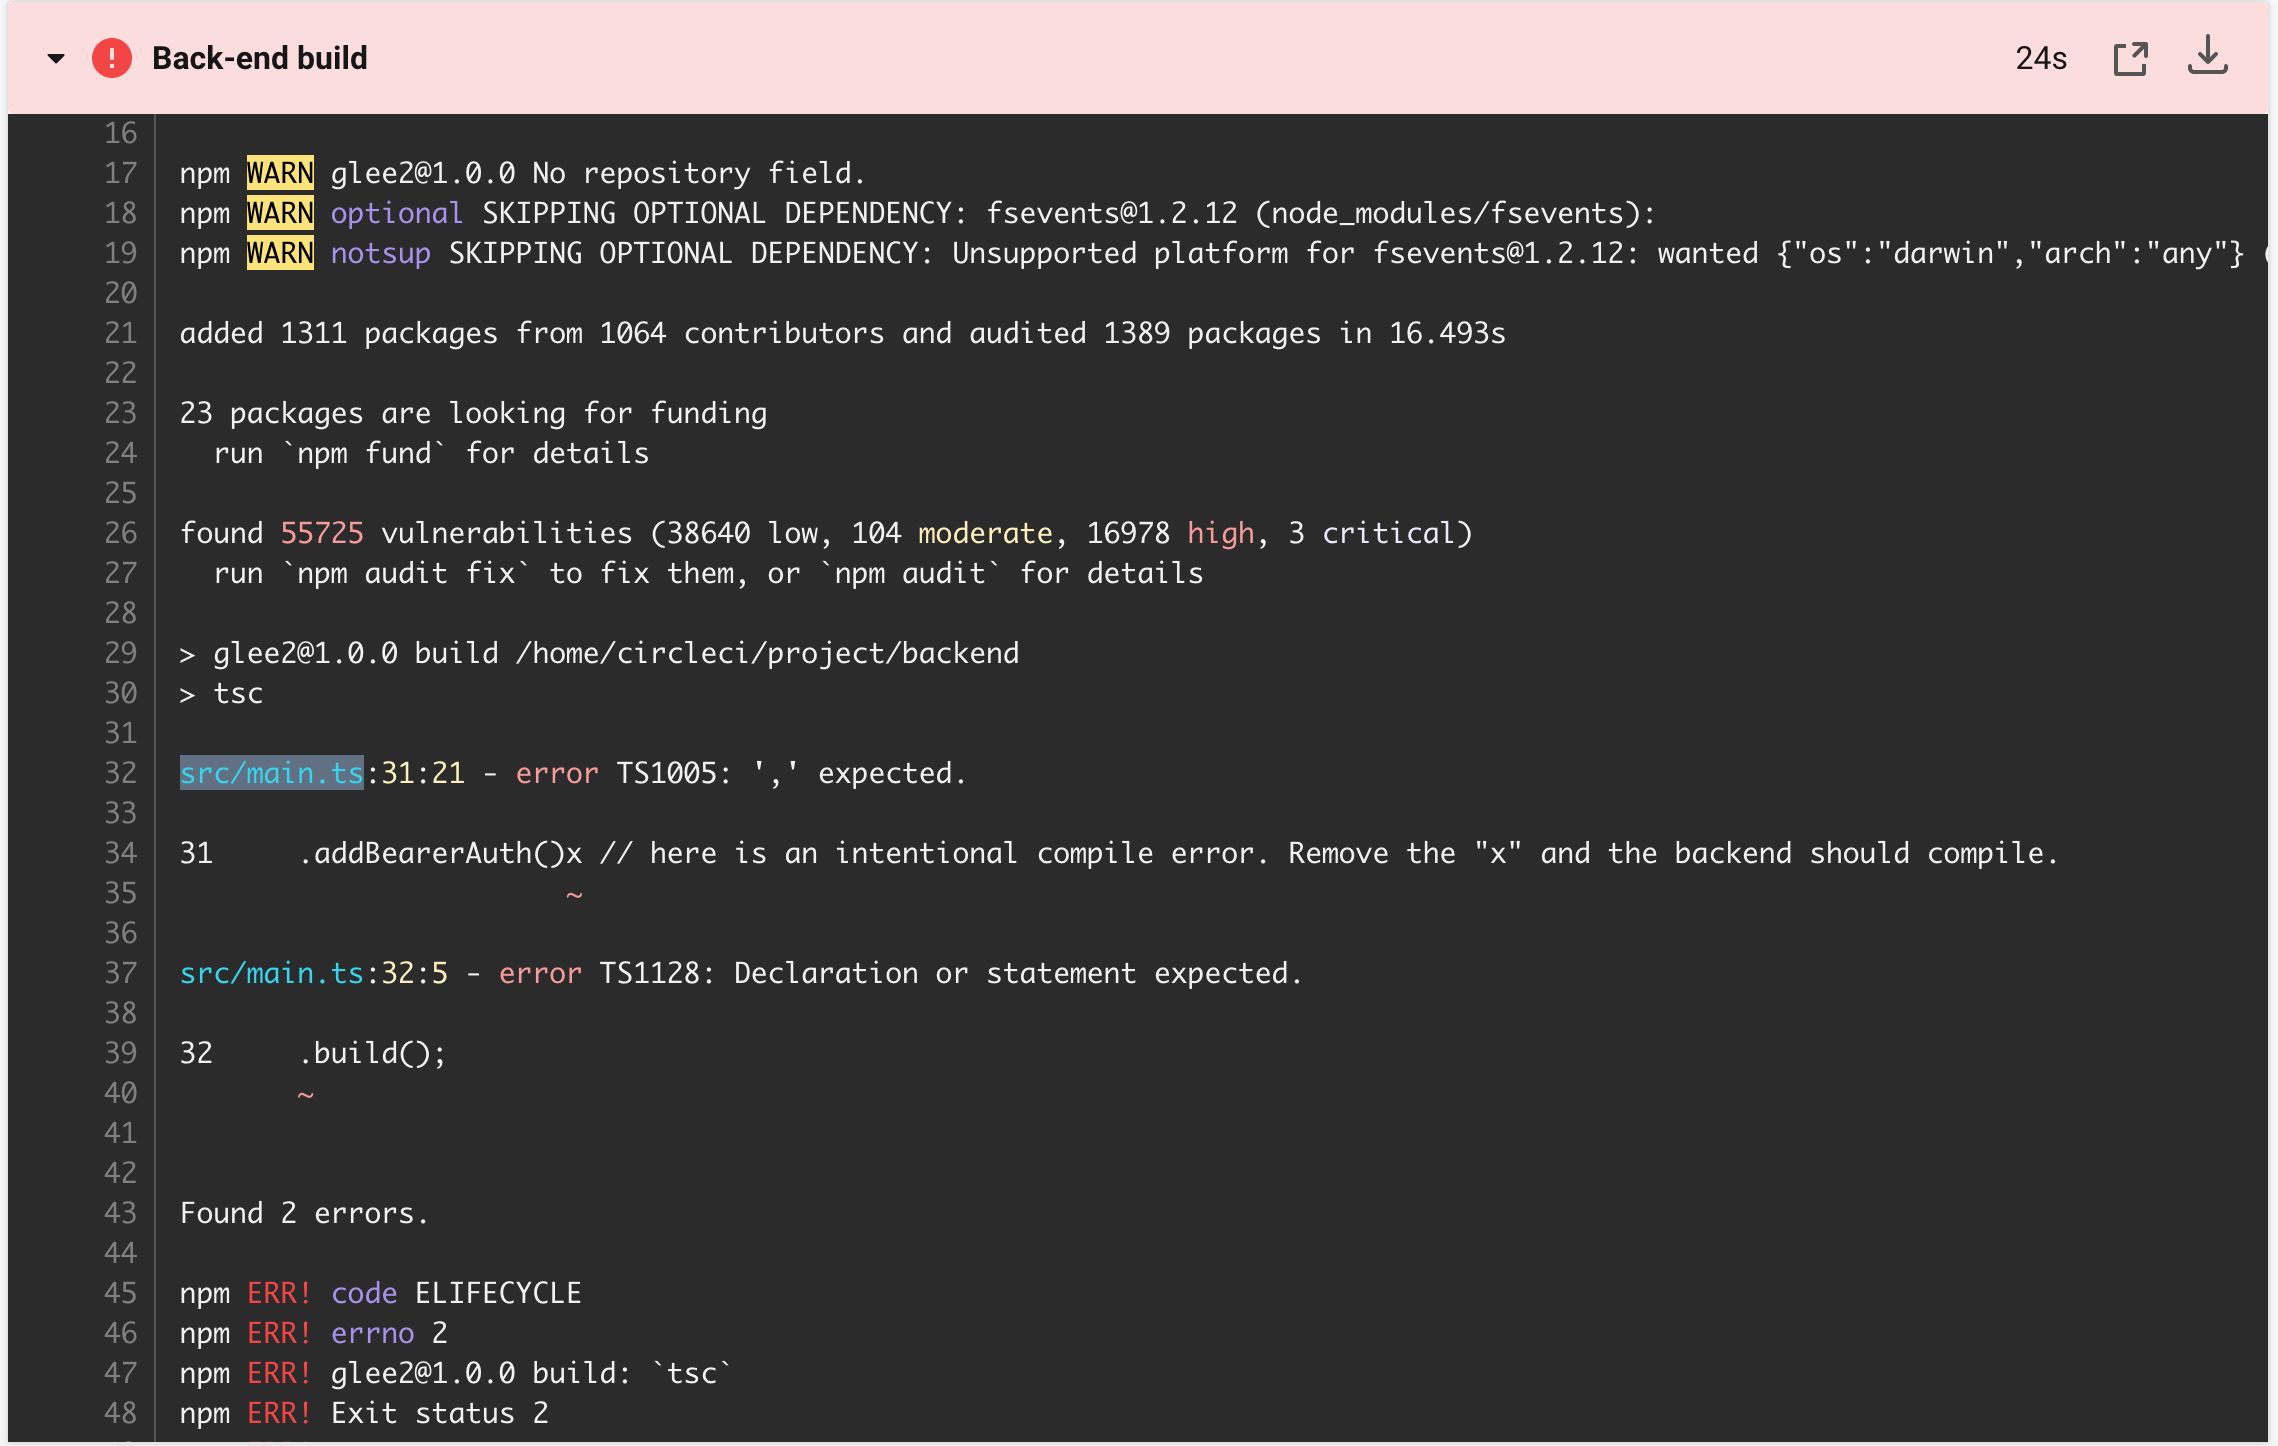 Back-end build 24s
16
17 npm WARN glee2@1.0.0 No repository field.
18 npm WARN optional SKIPPING OPTIONAL DEPENDENCY: fsevents@1.2.12 (node_modules/fsevents):
19 npm WARN notsup SKIPPING OPTIONAL DEPENDENCY: Unsupported platform for fsevents@1.2.12: wanted {"os":"darwin","arch":"any"} (
20
21 added 1311 packages from 1064 contributors and audited 1389 packages in 16.493s
22
23 23 packages are looking for funding
24   run `npm fund` for details
25
26 found 55725 vulnerabilities (38640 low, 104 moderate, 16978 high, 3 critical)
27   run `npm audit fix` to fix them, or `npm audit` for details
28
29 > glee2@1.0.0 build /home/circleci/project/backend
30 > tsc
31
32 src/main.ts:31:21 - error TS1005: ',' expected.
33
34 31     .addBearerAuth()x // here is an intentional compile error. Remove the "x" and the backend should compile.
35                        ~
36
37 src/main.ts:32:5 - error TS1128: Declaration or statement expected.
38
39 32     .build();
40        ~
41
42
43 Found 2 errors.
44
45 npm ERR! code ELIFECYCLE
46 npm ERR! errno 2
47 npm ERR! glee2@1.0.0 build: `tsc`
48 npm ERR! Exit status 2